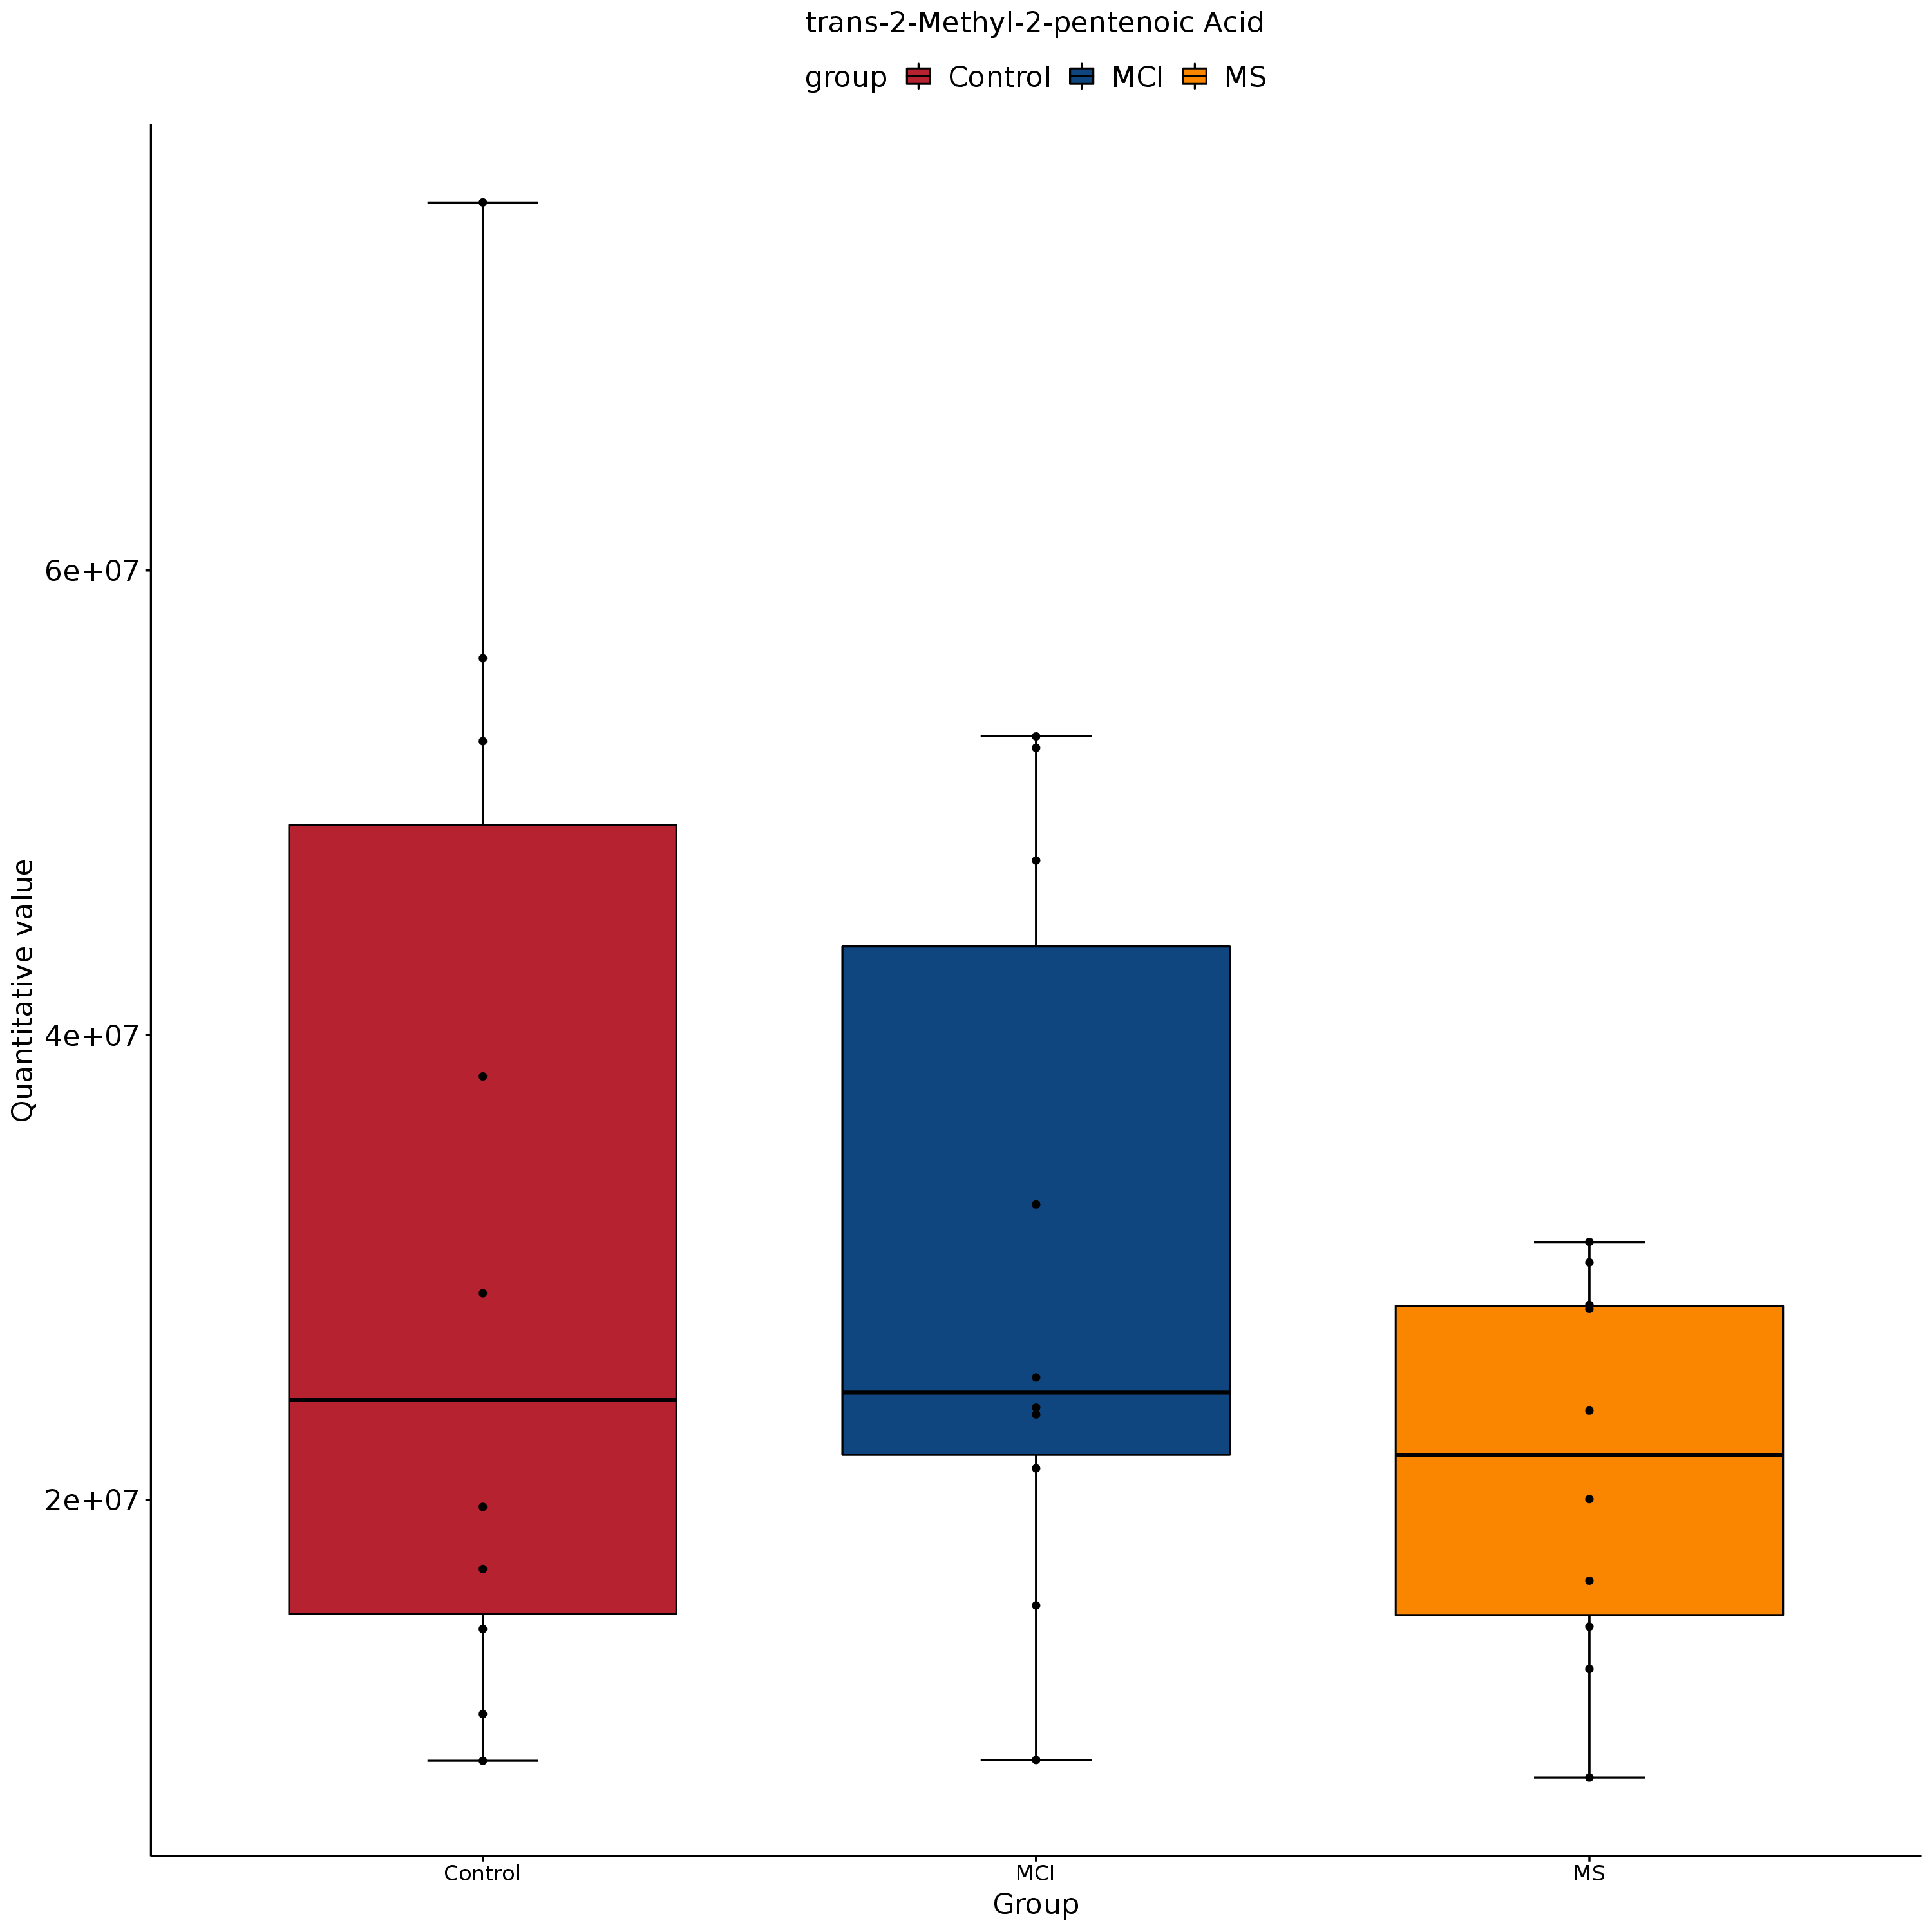 trans-2-Methyl-2-pentenoic Acid
group Control MCI MS
Quantitative value
6e+07
4e+07
2e+07
Control MCI MS
Group